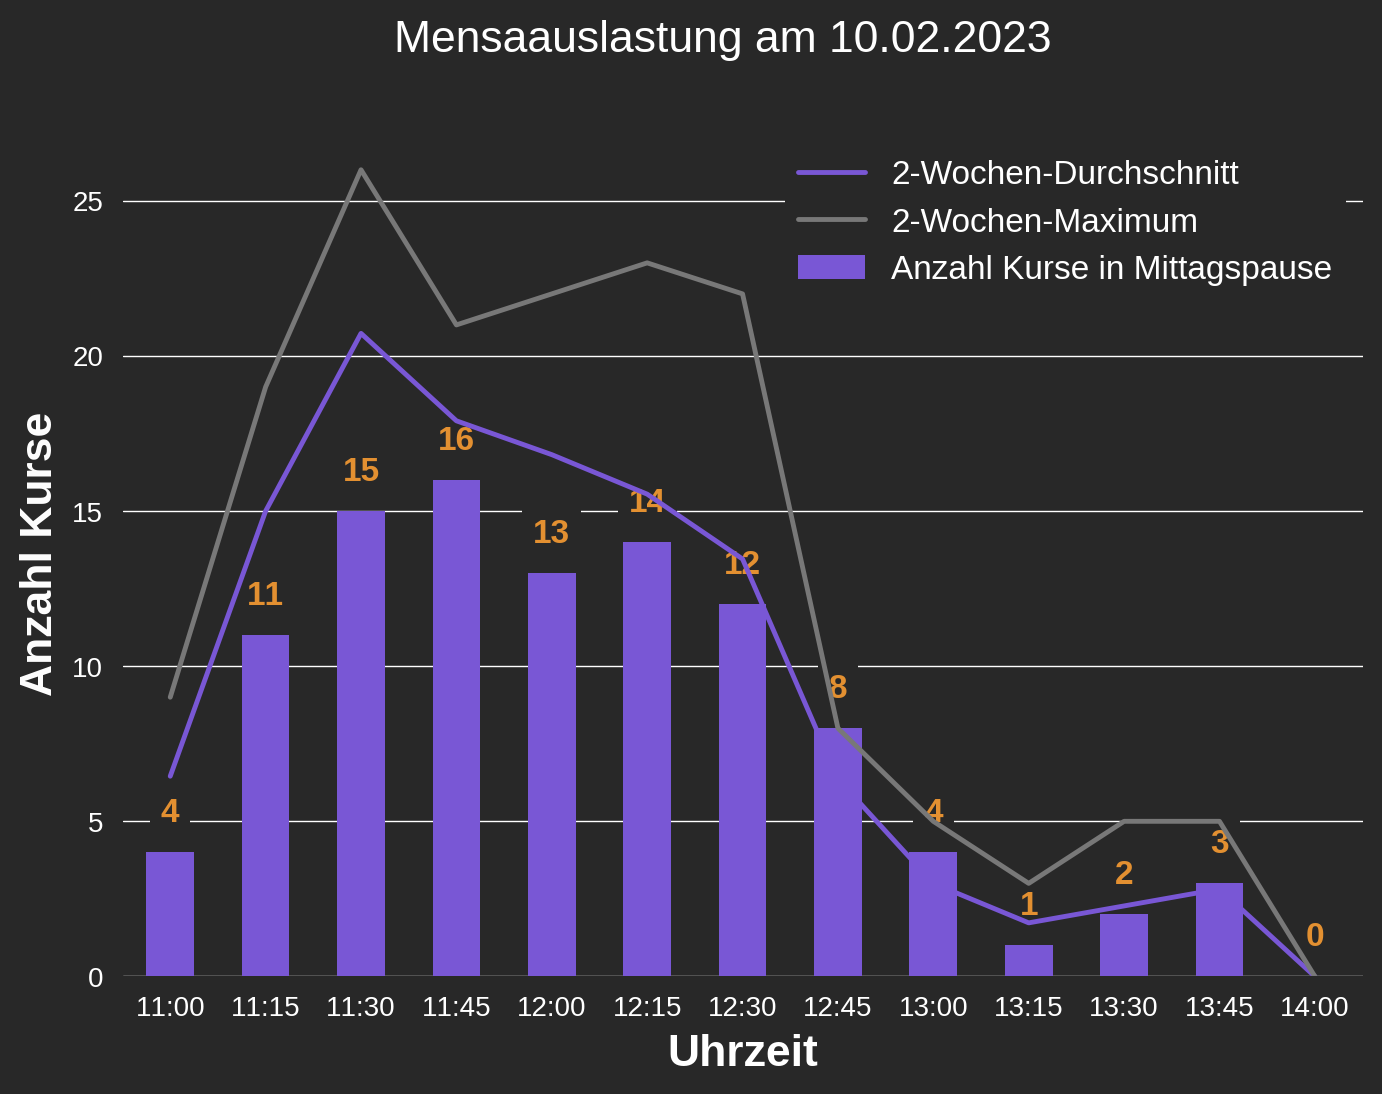 Mensaauslastung am 10.02.2023
2-Wochen-Durchschnitt
2-Wochen-Maximum
Anzahl Kurse in Mittagspause
Anzahl Kurse
25
20
15
10
5
0
4
11
15
16
13
14
12
8
4
1
2
3
0
11:00 11:15 11:30 11:45 12:00 12:15 12:30 12:45 13:00 13:15 13:30 13:45 14:00
Uhrzeit